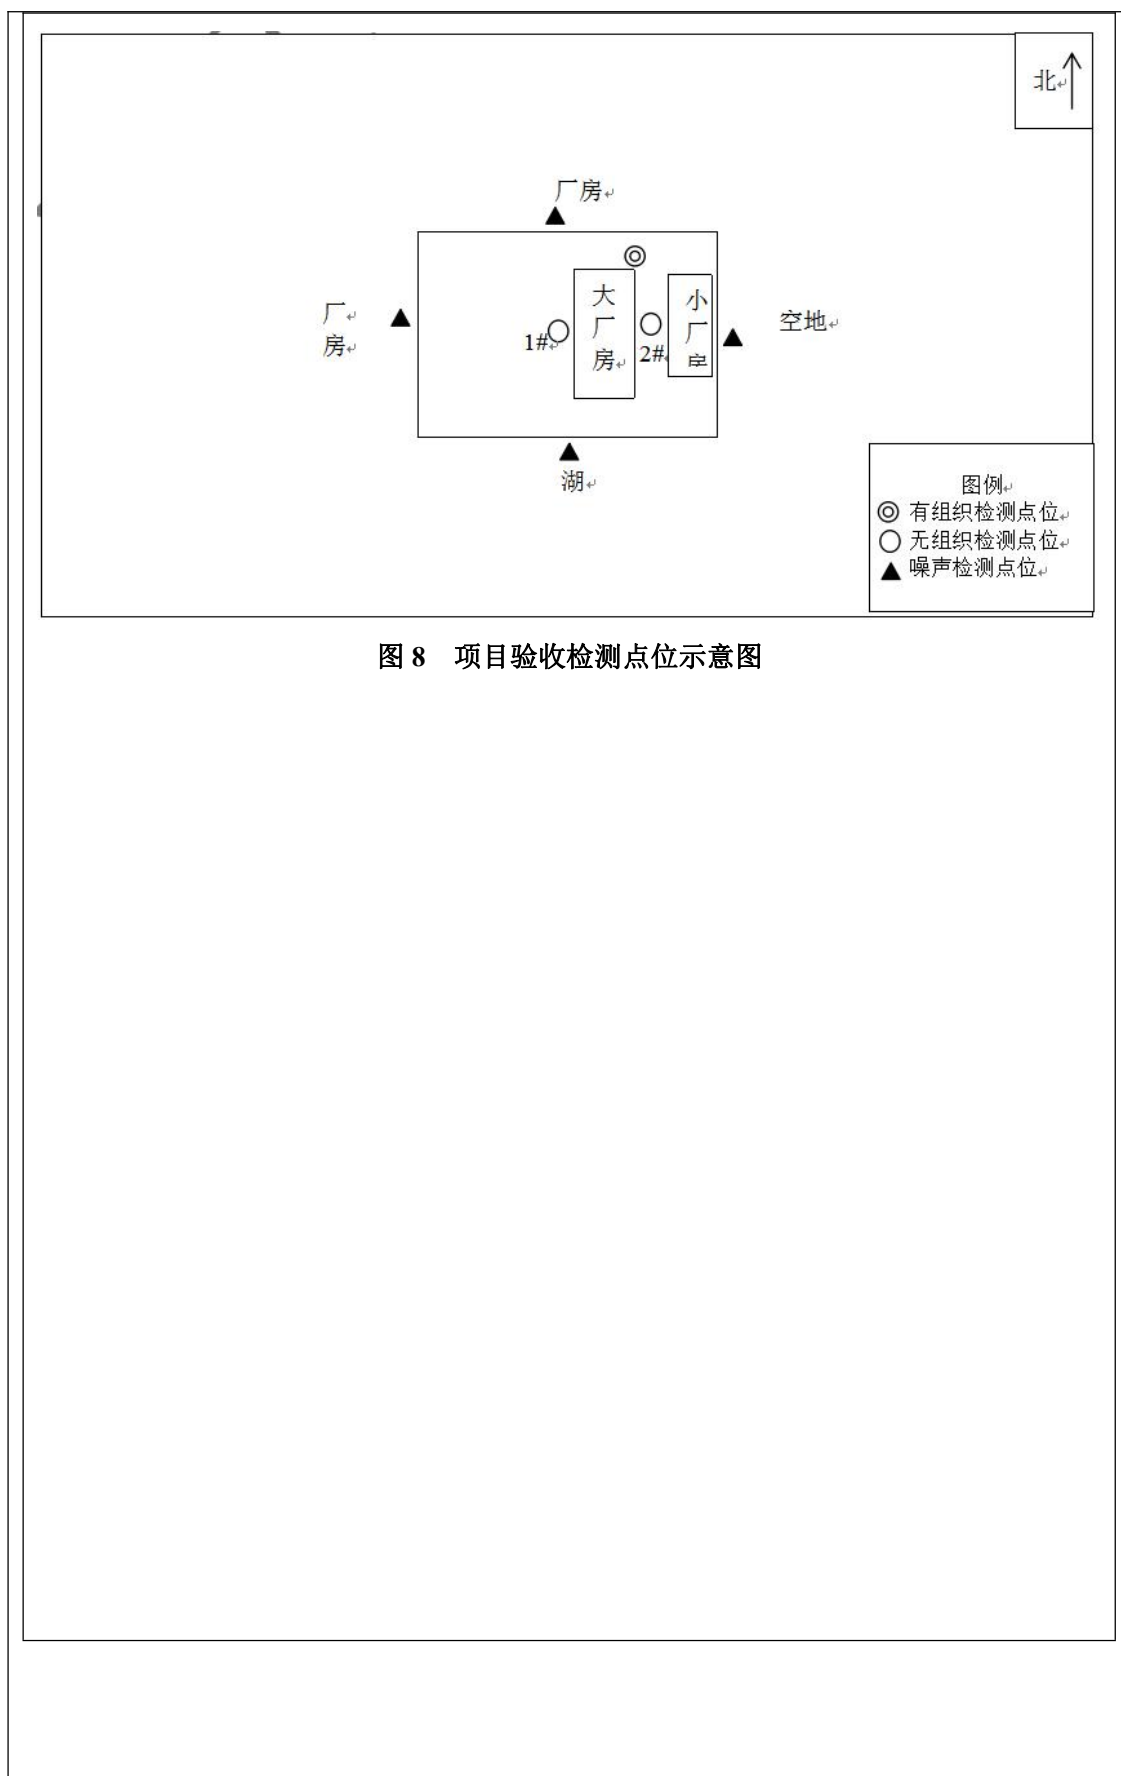 北
厂房
厂
房
1#
大
厂
房
2#
小
厂
房
空地
湖
图例
有组织检测点位
无组织检测点位
噪声检测点位
图 8 项目验收检测点位示意图